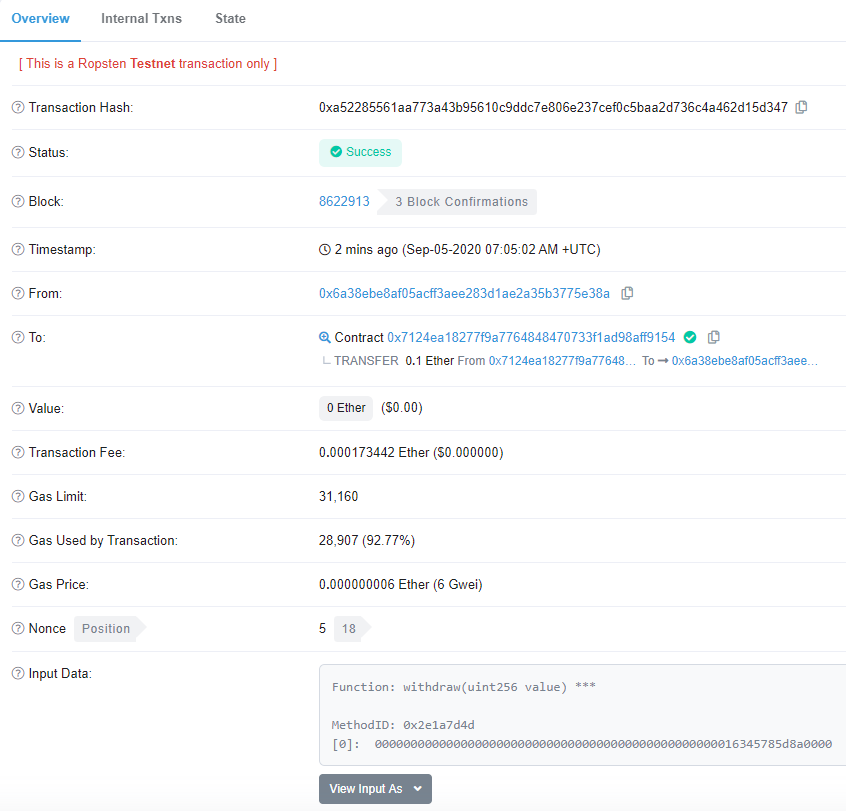 Overview Internal Txns State
[ This is a Ropsten Testnet transaction only ]
Transaction Hash: 0xa52285561aa773a43b95610c9ddc7e806e237cef0c5baa2d736c4a462d15d347
Status: Success
Block: 8622913 3 Block Confirmations
Timestamp: 2 mins ago (Sep-05-2020 07:05:02 AM +UTC)
From: 0x6a38ebe8af05acff3aee283d1ae2a35b3775e38a
To: Contract 0x7124ea18277f9a7764848470733f1ad98aff9154
TRANSFER 0.1 Ether From 0x7124ea18277f9a77648... To → 0x6a38ebe8af05acff3aee...
Value: 0 Ether ($0.00)
Transaction Fee: 0.000173442 Ether ($0.000000)
Gas Limit: 31,160
Gas Used by Transaction: 28,907 (92.77%)
Gas Price: 0.000000006 Ether (6 Gwei)
Nonce Position 5 18
Input Data:
Function: withdraw(uint256 value) ***
MethodID: 0x2e1a7d4d
[0]: 000000000000000000000000000000000000000000000000016345785d8a0000
View Input As